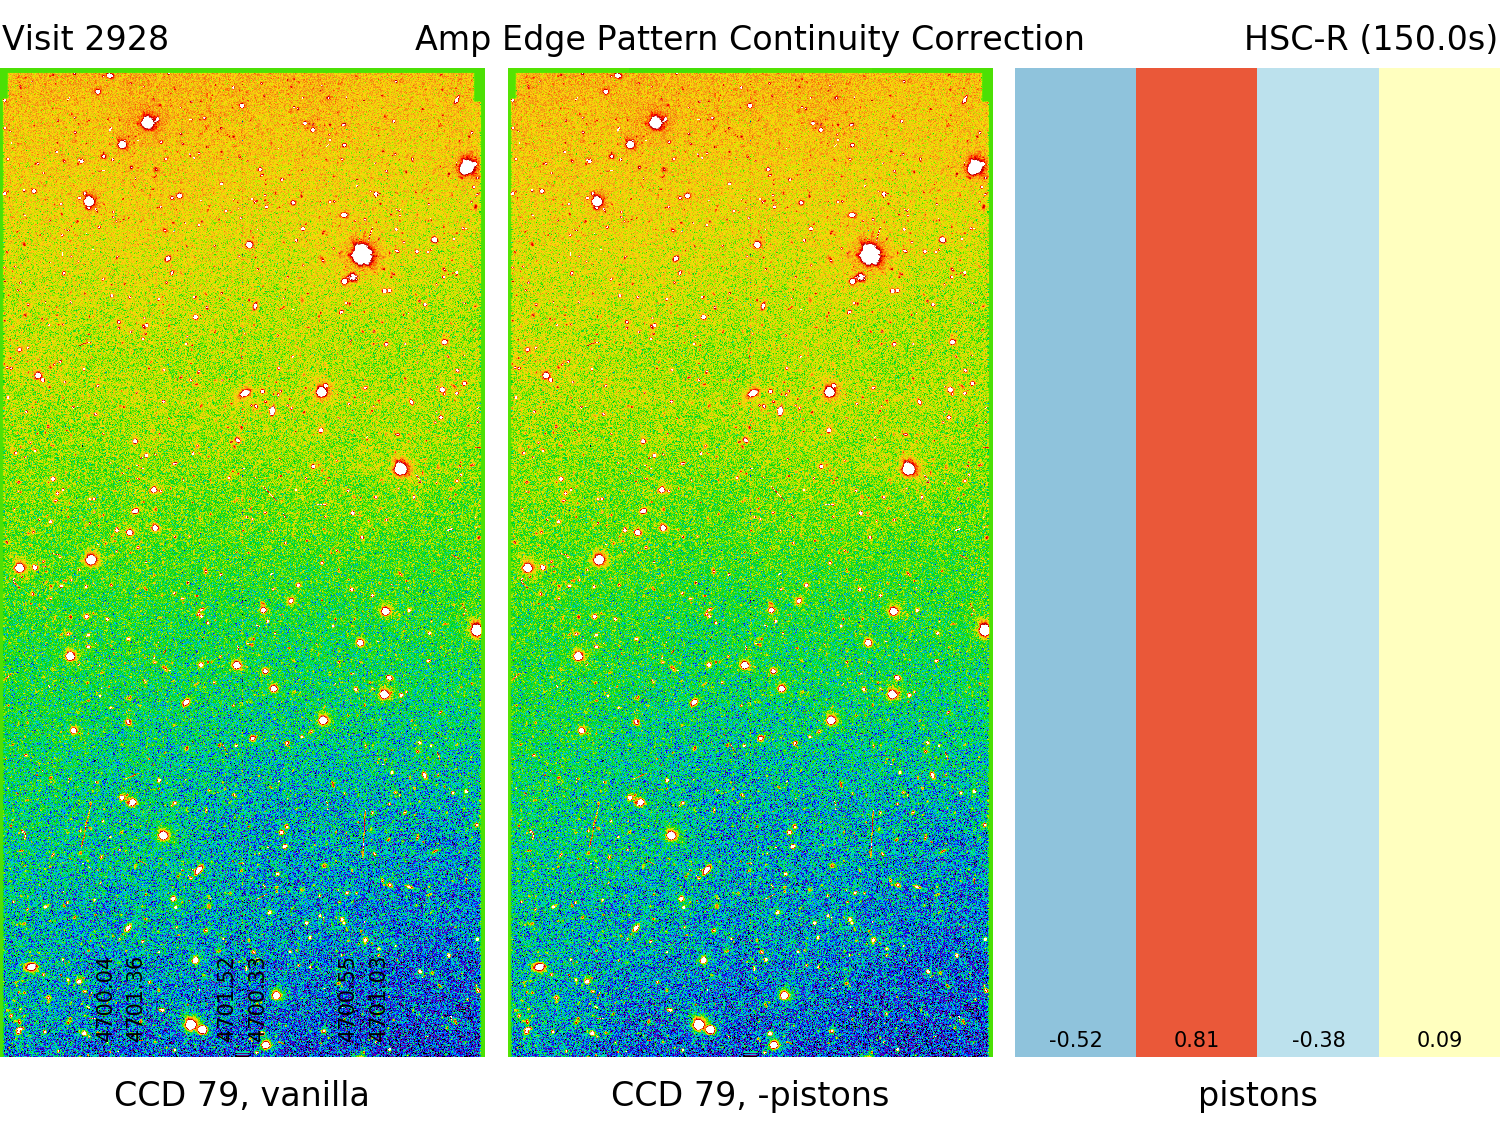 Visit 2928 Amp Edge Pattern Continuity Correction HSC-R (150.0s)
4700.04
4701.36
4701.52
4700.33
4700.55
4701.03
-0.52 0.81 -0.38 0.09
CCD 79, vanilla CCD 79, -pistons pistons